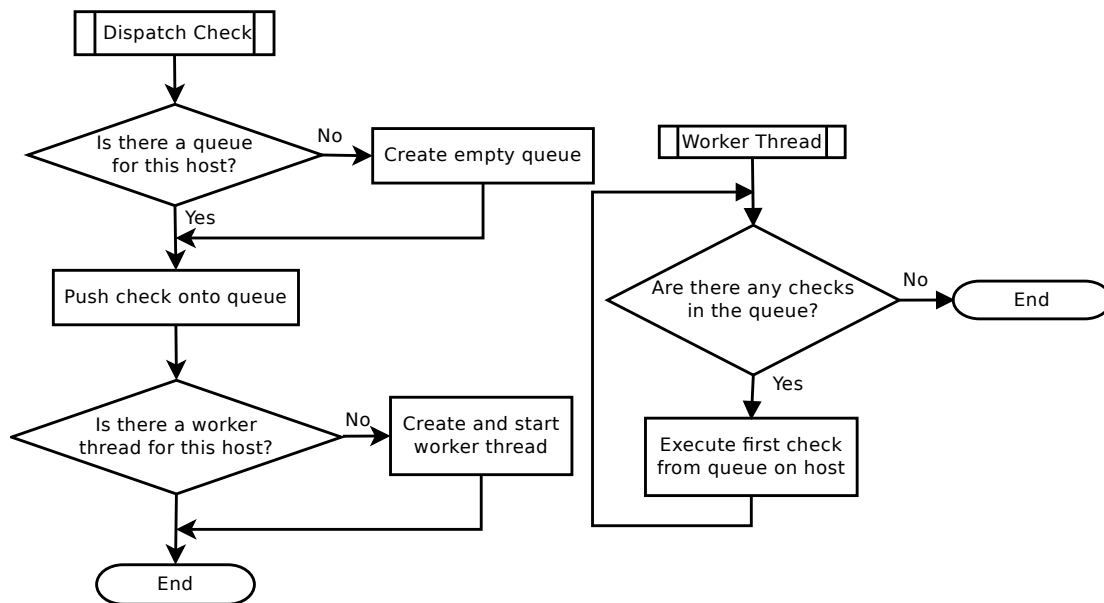 Dispatch Check
Is there a queue
for this host?
No
Create empty queue
Yes
Push check onto queue
Is there a worker
thread for this host?
No
Create and start
worker thread
End
Worker Thread
Are there any checks
in the queue?
No
End
Yes
Execute first check
from queue on host